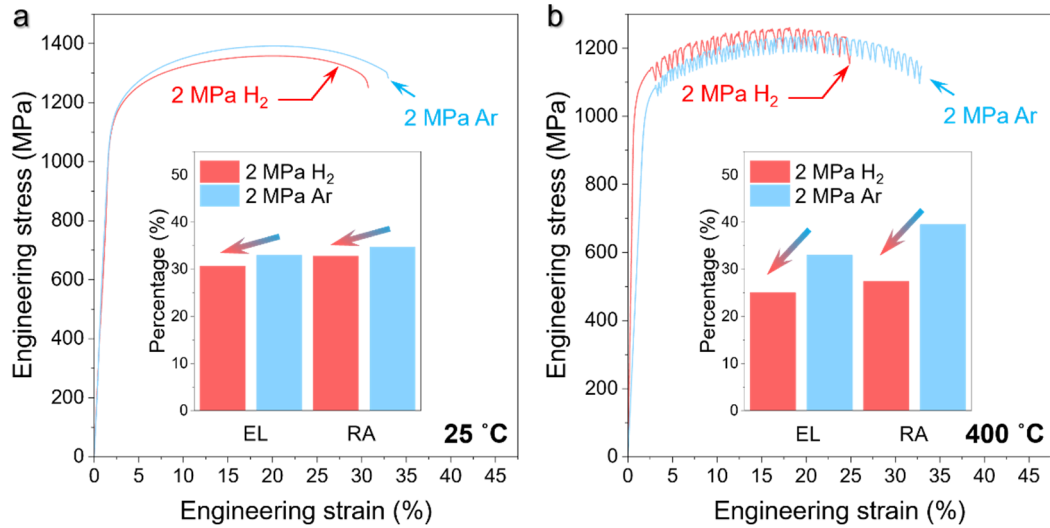 a
Engineering stress (MPa)
1400
1200
1000
800
600
400
200
0
2 MPa H₂
2 MPa Ar
2 MPa H₂
2 MPa Ar
Percentage (%)
50
40
30
20
10
0
EL RA
25 ˚C
0 5 10 15 20 25 30 35 40 45
Engineering strain (%)
b
Engineering stress (MPa)
1200
1000
800
600
400
200
0
2 MPa H₂
2 MPa Ar
2 MPa H₂
2 MPa Ar
Percentage (%)
50
40
30
20
10
0
EL RA
400 ˚C
0 5 10 15 20 25 30 35 40 45
Engineering strain (%)